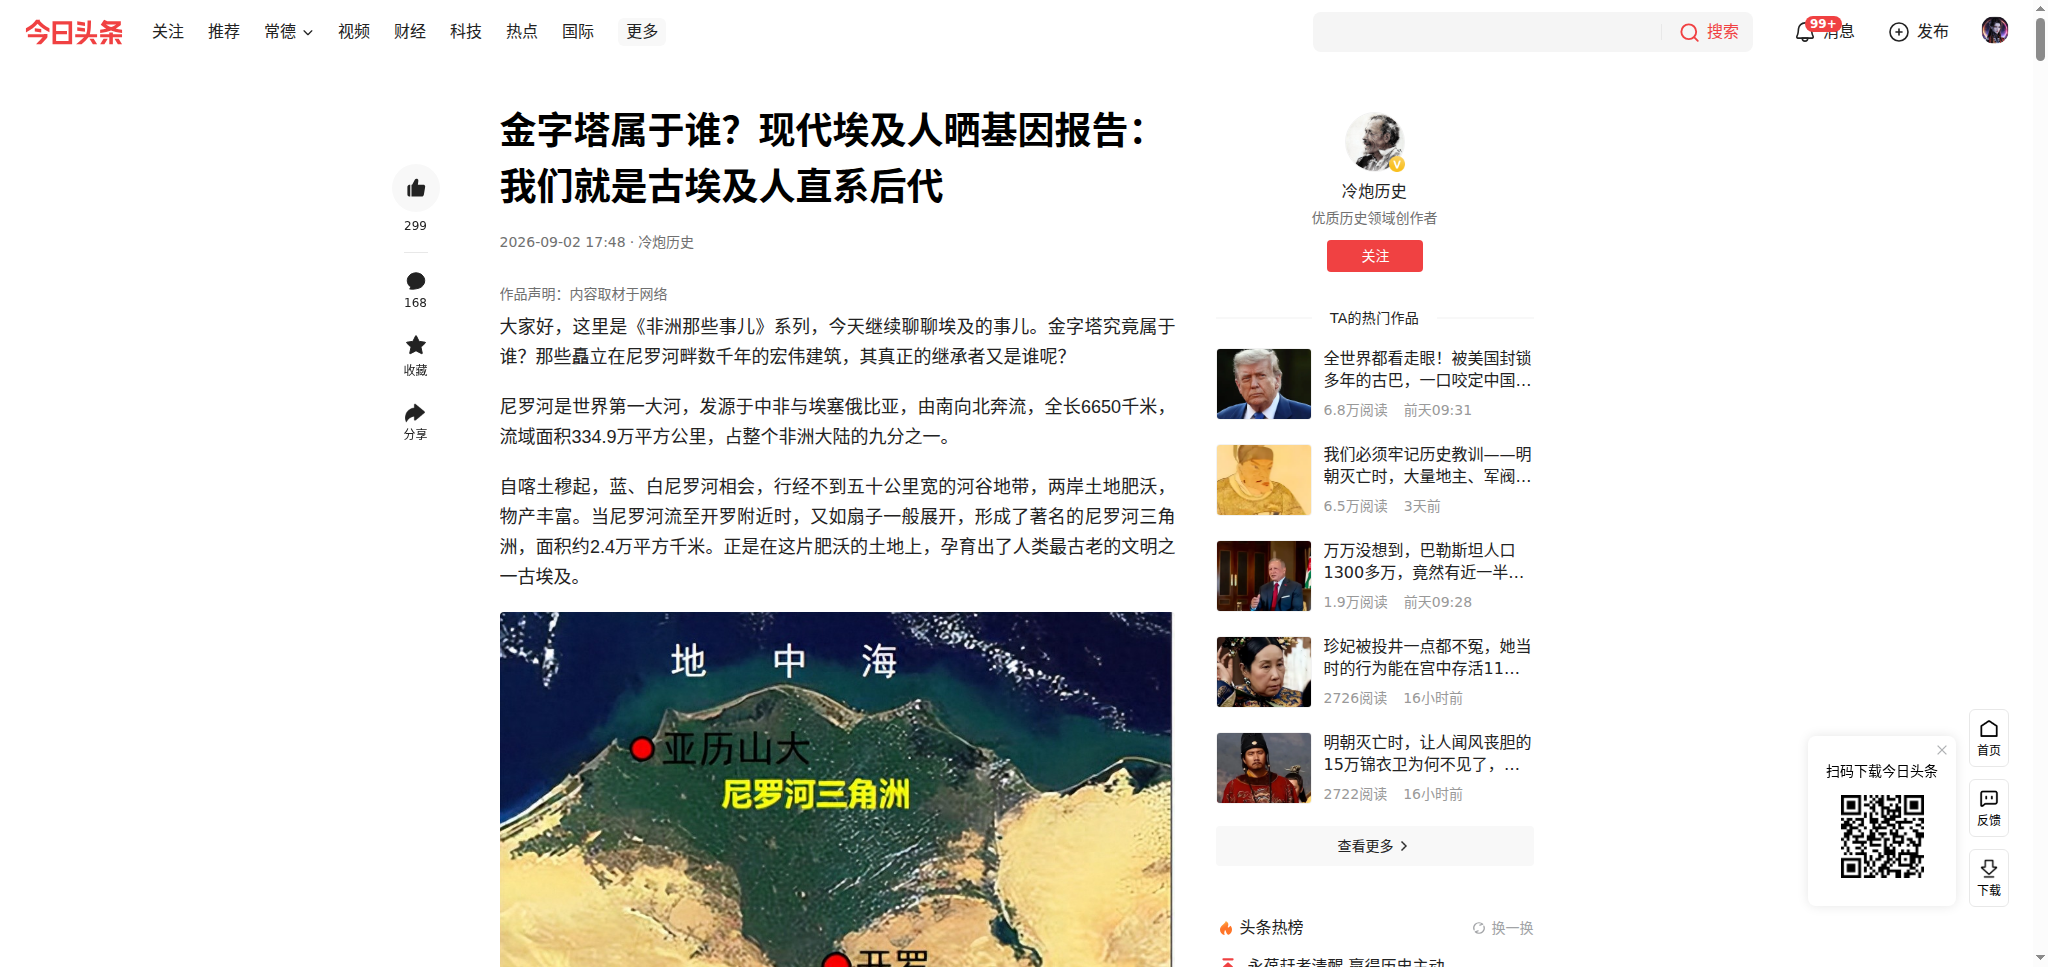 今日头条
关注 推荐 常德 视频 财经 科技 热点 国际 更多
搜索
99+
消息
发布
金字塔属于谁？现代埃及人晒基因报告：
我们就是古埃及人直系后代
2026-09-02 17:48 · 冷炮历史
299
168
收藏
分享
作品声明：内容取材于网络
大家好，这里是《非洲那些事儿》系列，今天继续聊聊埃及的事儿。金字塔究竟属于
谁？那些矗立在尼罗河畔数千年的宏伟建筑，其真正的继承者又是谁呢？
尼罗河是世界第一大河，发源于中非与埃塞俄比亚，由南向北奔流，全长6650千米，
流域面积334.9万平方公里，占整个非洲大陆的九分之一。
自喀土穆起，蓝、白尼罗河相会，行经不到五十公里宽的河谷地带，两岸土地肥沃，
物产丰富。当尼罗河流至开罗附近时，又如扇子一般展开，形成了著名的尼罗河三角
洲，面积约2.4万平方千米。正是在这片肥沃的土地上，孕育出了人类最古老的文明之
一古埃及。
地 中 海
亚历山大
尼罗河三角洲
开罗
冷炮历史
优质历史领域创作者
关注
TA的热门作品
全世界都看走眼！被美国封锁
多年的古巴，一口咬定中国...
6.8万阅读 前天09:31
我们必须牢记历史教训——明
朝灭亡时，大量地主、军阀...
6.5万阅读 3天前
万万没想到，巴勒斯坦人口
1300多万，竟然有近一半...
1.9万阅读 前天09:28
珍妃被投井一点都不冤，她当
时的行为能在宫中存活11...
2726阅读 16小时前
明朝灭亡时，让人闻风丧胆的
15万锦衣卫为何不见了，...
2722阅读 16小时前
查看更多
头条热榜
换一换
永葆赶考清醒 赢得历史主动
扫码下载今日头条
首页
反馈
下载